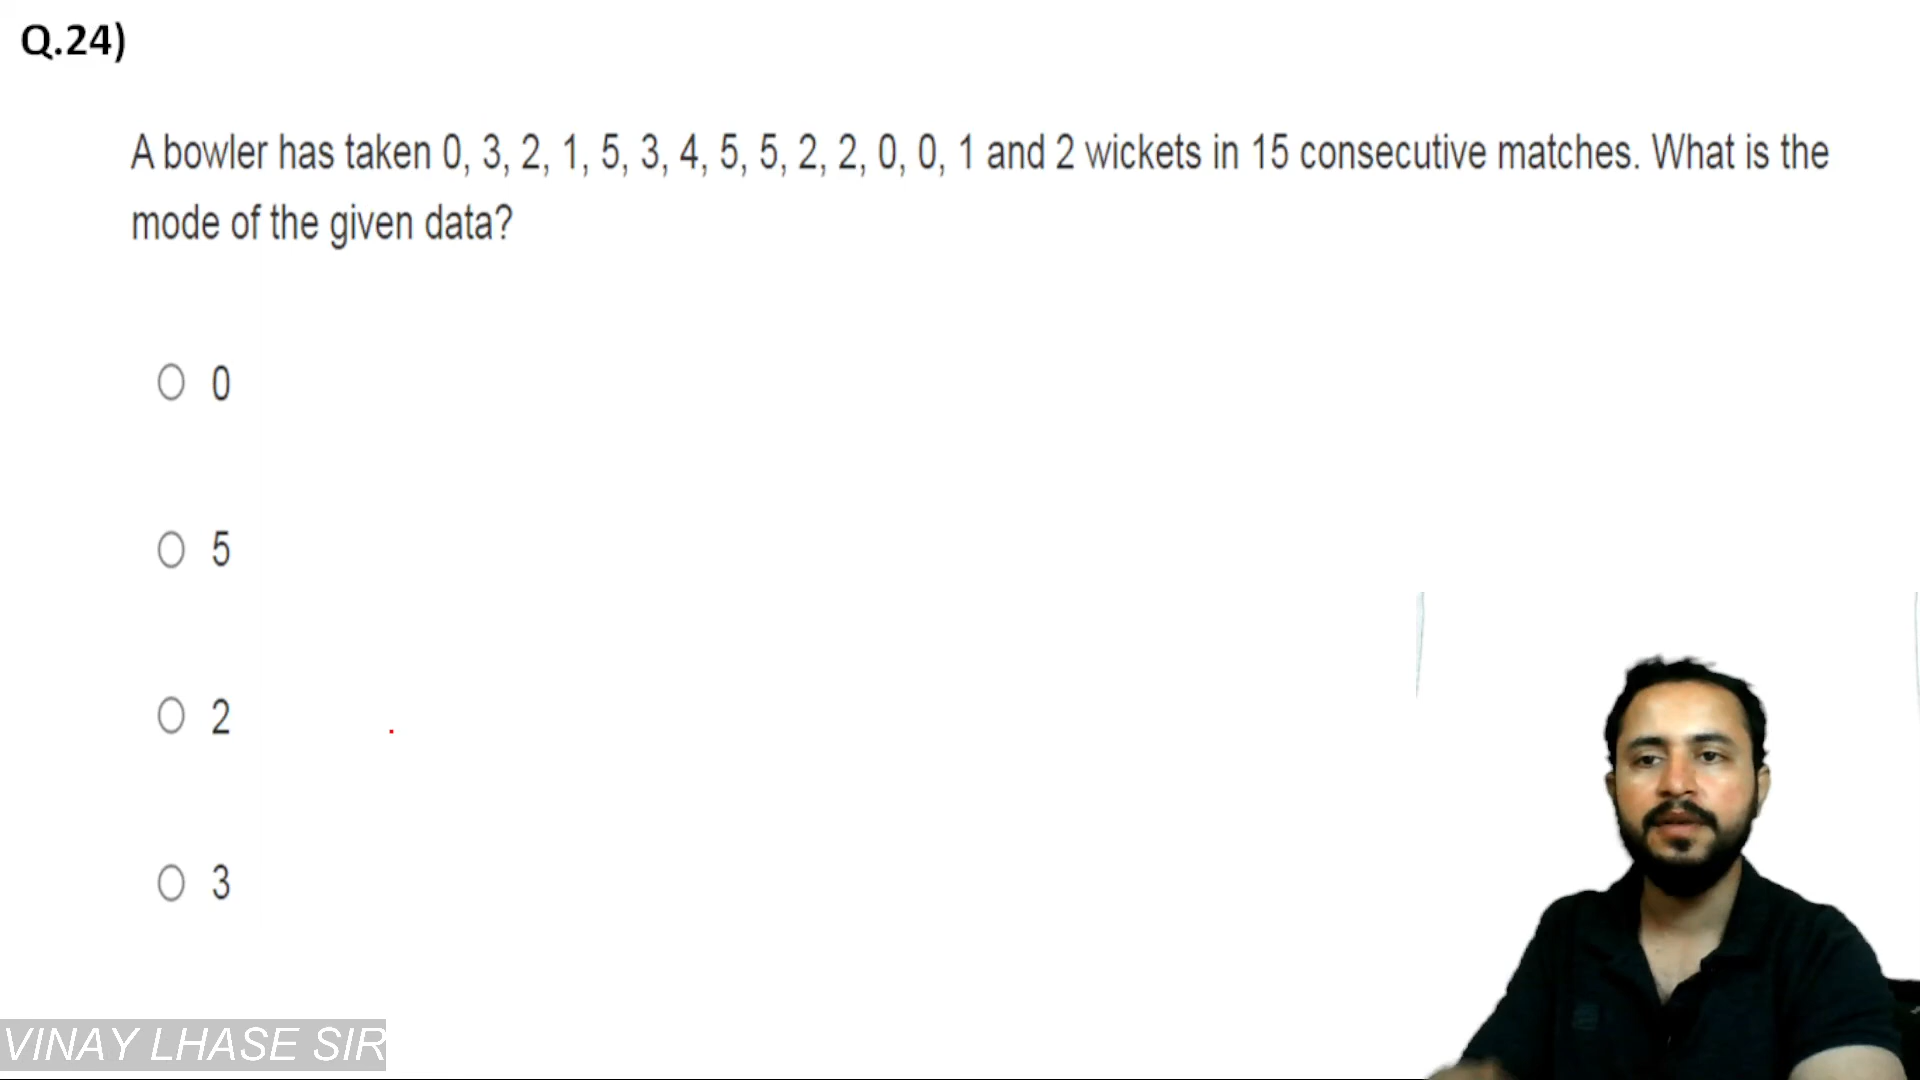 Q.24)
A bowler has taken 0, 3, 2, 1, 5, 3, 4, 5, 5, 2, 2, 0, 0, 1 and 2 wickets in 15 consecutive matches. What is the
mode of the given data?
0
5
2
3
VINAY LHASE SIR